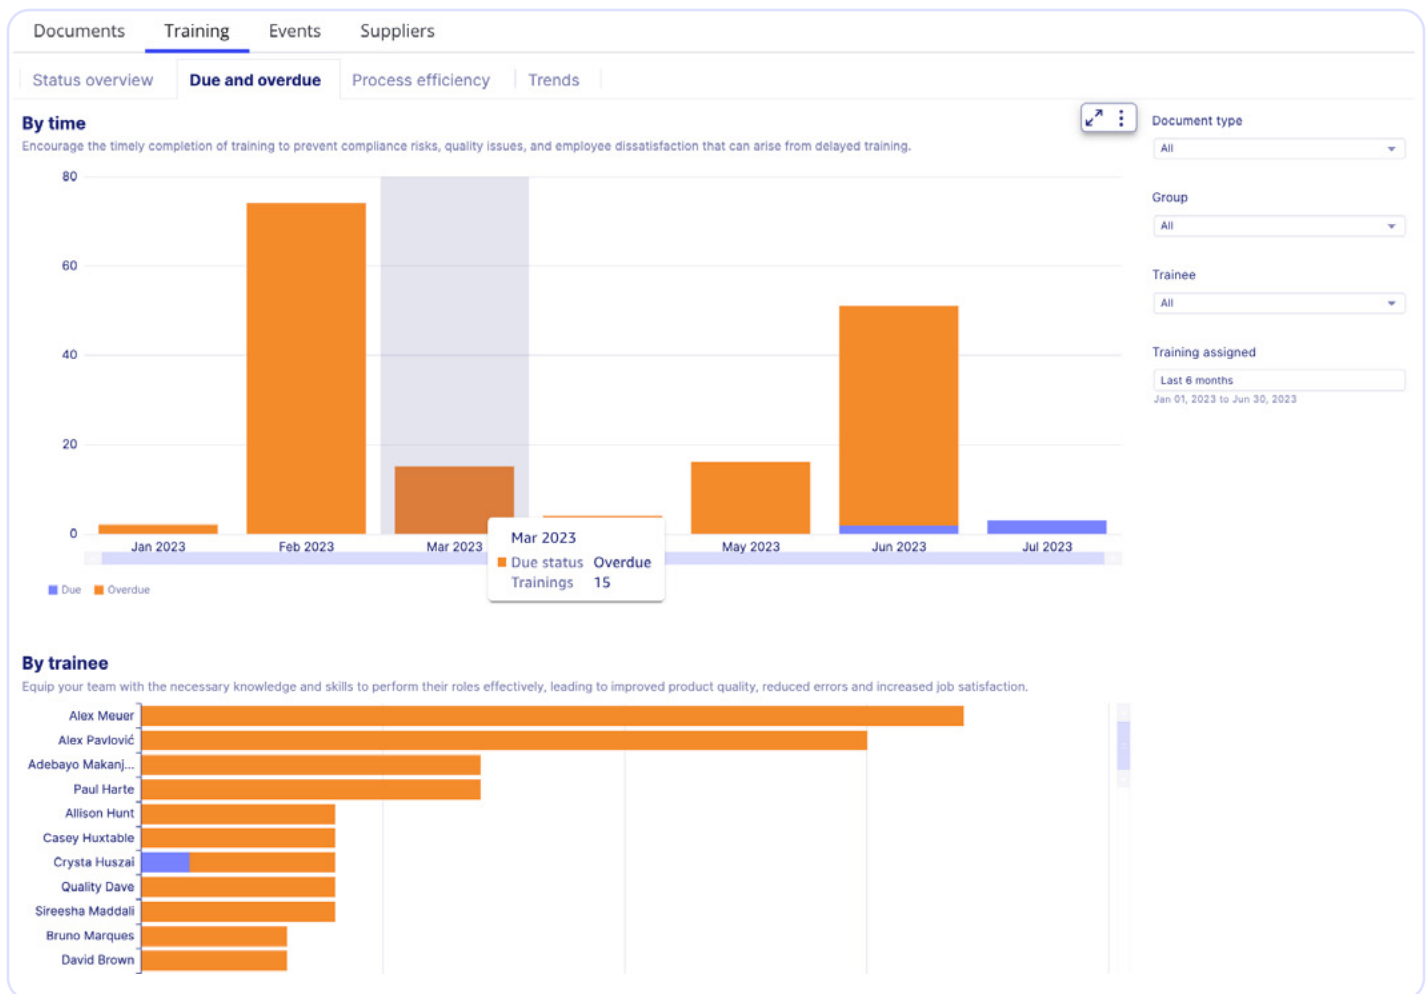 Documents Training Events Suppliers
Status overview Due and overdue Process efficiency Trends
By time
Encourage the timely completion of training to prevent compliance risks, quality issues, and employee dissatisfaction that can arise from delayed training.
Document type
All
Group
All
Trainee
All
Training assigned
Last 6 months
Jan 01, 2023 to Jun 30, 2023
80
60
40
20
0
Jan 2023 Feb 2023 Mar 2023 May 2023 Jun 2023 Jul 2023
Mar 2023
Due status Overdue
Trainings 15
Due Overdue
By trainee
Equip your team with the necessary knowledge and skills to perform their roles effectively, leading to improved product quality, reduced errors and increased job satisfaction.
Alex Meuer
Alex Pavlović
Adebayo Makanj...
Paul Harte
Allison Hunt
Casey Huxtable
Crysta Huszai
Quality Dave
Sireesha Maddali
Bruno Marques
David Brown